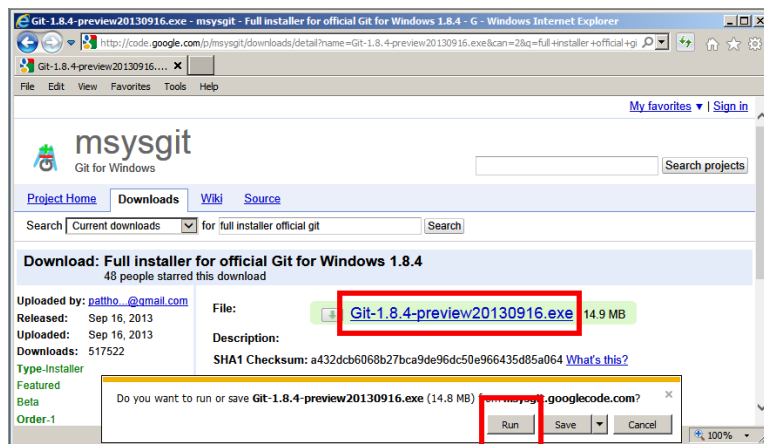 Git-1.8.4-preview20130916.exe - msysgit - Full installer for official Git for Windows 1.8.4 - G - Windows Internet Explorer
http://code.google.com/p/msysgit/downloads/detail?name=Git-1.8.4-preview20130916.exe&can=2&q=full+installer+official+gi
Git-1.8.4-preview20130916....
File Edit View Favorites Tools Help
My favorites ▼ | Sign in
msysgit
Git for Windows
Search projects
Project Home Downloads Wiki Source
Search Current downloads for full installer official git Search
Download: Full installer for official Git for Windows 1.8.4
48 people starred this download
Uploaded by: pattho...@gmail.com
Released: Sep 16, 2013
Uploaded: Sep 16, 2013
Downloads: 517522
Type-Installer
Featured
Beta
Order-1
File: Git-1.8.4-preview20130916.exe 14.9 MB
Description:
SHA1 Checksum: a432dcb6068b27bca9de96dc50e966435d85a064 What's this?
Do you want to run or save Git-1.8.4-preview20130916.exe (14.8 MB) from msysgit.googlecode.com?
Run Save Cancel
100%